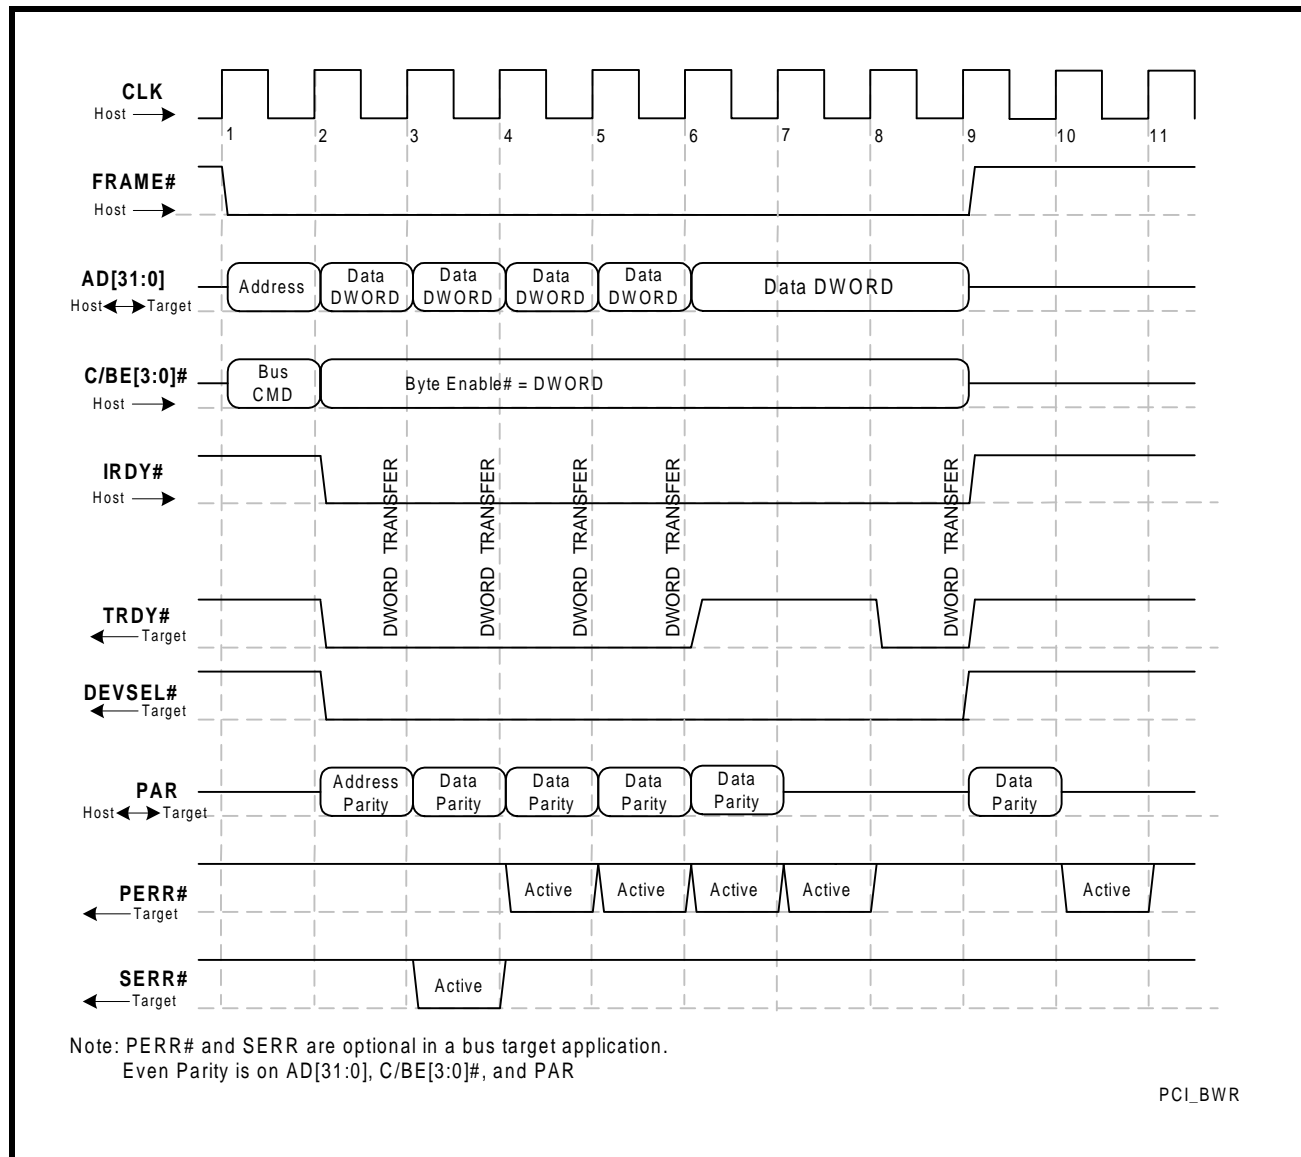 CLK
Host
1 2 3 4 5 6 7 8 9 10 11
FRAME#
Host
AD[31:0]
Host Target
Address
Data
DWORD
Data
DWORD
Data
DWORD
Data
DWORD
Data DWORD
C/BE[3:0]#
Host
Bus
CMD
Byte Enable# = DWORD
IRDY#
Host
DWORD TRANSFER
DWORD TRANSFER
DWORD TRANSFER
DWORD TRANSFER
DWORD TRANSFER
TRDY#
Target
DEVSEL#
Target
PAR
Host Target
Address
Parity
Data
Parity
Data
Parity
Data
Parity
Data
Parity
Data
Parity
PERR#
Target
Active
Active
Active
Active
Active
SERR#
Target
Active
Note: PERR# and SERR are optional in a bus target application.
Even Parity is on AD[31:0], C/BE[3:0]#, and PAR
PCI_BWR